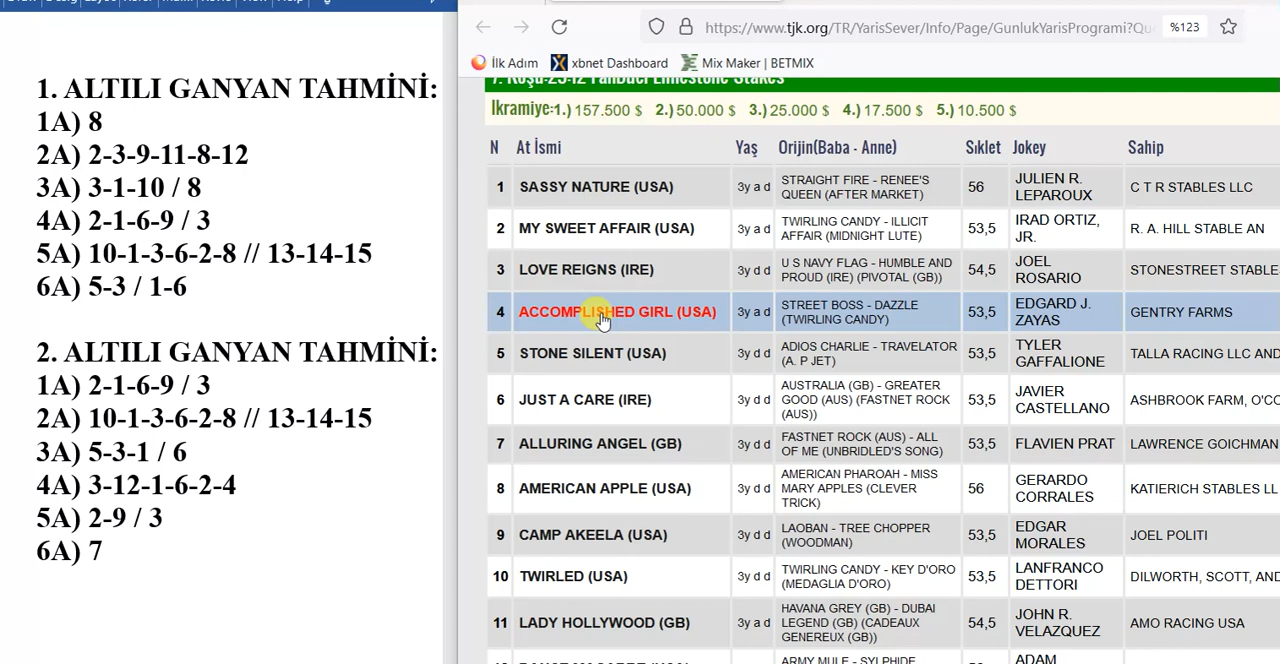 1. ALTILI GANYAN TAHMİNİ:
1A) 8
2A) 2-3-9-11-8-12
3A) 3-1-10 / 8
4A) 2-1-6-9 / 3
5A) 10-1-3-6-2-8 // 13-14-15
6A) 5-3 / 1-6
2. ALTILI GANYAN TAHMİNİ:
1A) 2-1-6-9 / 3
2A) 10-1-3-6-2-8 // 13-14-15
3A) 5-3-1 / 6
4A) 3-12-1-6-2-4
5A) 2-9 / 3
6A) 7
https://www.tjk.org/TR/YarisSever/Info/Page/GunlukYarisProgrami?Qu
%123
İlk Adım xbnet Dashboard Mix Maker | BETMIX
İkramiye:1.) 157.500 $ 2.) 50.000 $ 3.) 25.000 $ 4.) 17.500 $ 5.) 10.500 $
N At İsmi Yaş Orijin(Baba - Anne) Sıklet Jokey Sahip
1 SASSY NATURE (USA) 3y a d STRAIGHT FIRE - RENEE'S QUEEN (AFTER MARKET) 56 JULIEN R. LEPAROUX C T R STABLES LLC
2 MY SWEET AFFAIR (USA) 3y a d TWIRLING CANDY - ILLICIT AFFAIR (MIDNIGHT LUTE) 53,5 IRAD ORTIZ, JR. R. A. HILL STABLE AN
3 LOVE REIGNS (IRE) 3y a d U S NAVY FLAG - HUMBLE AND PROUD (IRE) (PIVOTAL (GB)) 54,5 JOEL ROSARIO STONESTREET STABLE
4 ACCOMPLISHED GIRL (USA) 3y a d STREET BOSS - DAZZLE (TWIRLING CANDY) 53,5 EDGARD J. ZAYAS GENTRY FARMS
5 STONE SILENT (USA) 3y d d ADIOS CHARLIE - TRAVELATOR (A. P JET) 53,5 TYLER GAFFALIONE TALLA RACING LLC AND
6 JUST A CARE (IRE) 3y d d AUSTRALIA (GB) - GREATER GOOD (AUS) (FASTNET ROCK (AUS)) 53,5 JAVIER CASTELLANO ASHBROOK FARM, O'CO
7 ALLURING ANGEL (GB) 3y d d FASTNET ROCK (AUS) - ALL OF ME (UNBRIDLED'S SONG) 53,5 FLAVIEN PRAT LAWRENCE GOICHMAN
8 AMERICAN APPLE (USA) 3y d d AMERICAN PHAROAH - MISS MARY APPLES (CLEVER TRICK) 56 GERARDO CORRALES KATIERICH STABLES LL
9 CAMP AKEELA (USA) 3y d d LAOBAN - TREE CHOPPER (WOODMAN) 53,5 EDGAR MORALES JOEL POLITI
10 TWIRLED (USA) 3y d d TWIRLING CANDY - KEY D'ORO (MEDAGLIA D'ORO) 53,5 LANFRANCO DETTORI DILWORTH, SCOTT, AND
11 LADY HOLLYWOOD (GB) 3y a d HAVANA GREY (GB) - DUBAI LEGEND (GB) (CADEAUX GENEREUX (GB)) 54,5 JOHN R. VELAZQUEZ AMO RACING USA
ARMY MULE - SYLPHIDE ADAM